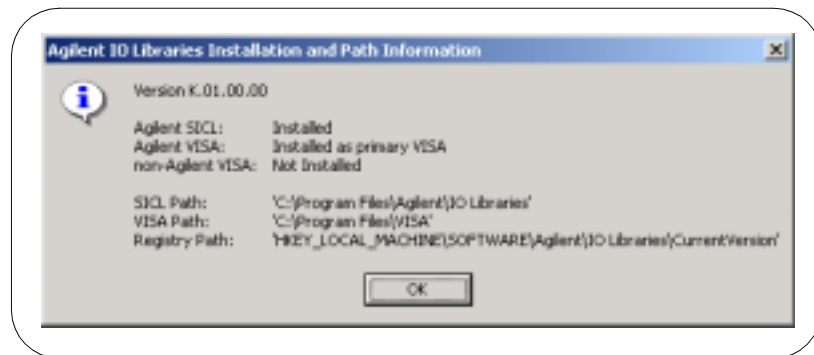 Agilent IO Libraries Installation and Path Information
Version K.01.00.00
Agilent SICL: Installed
Agilent VISA: Installed as primary VISA
non-Agilent VISA: Not Installed
SICL Path: 'C:\Program Files\Agilent\IO Libraries'
VISA Path: 'C:\Program Files\VISA'
Registry Path: 'HKEY_LOCAL_MACHINE\SOFTWARE\Agilent\IO Libraries\CurrentVersion'
OK